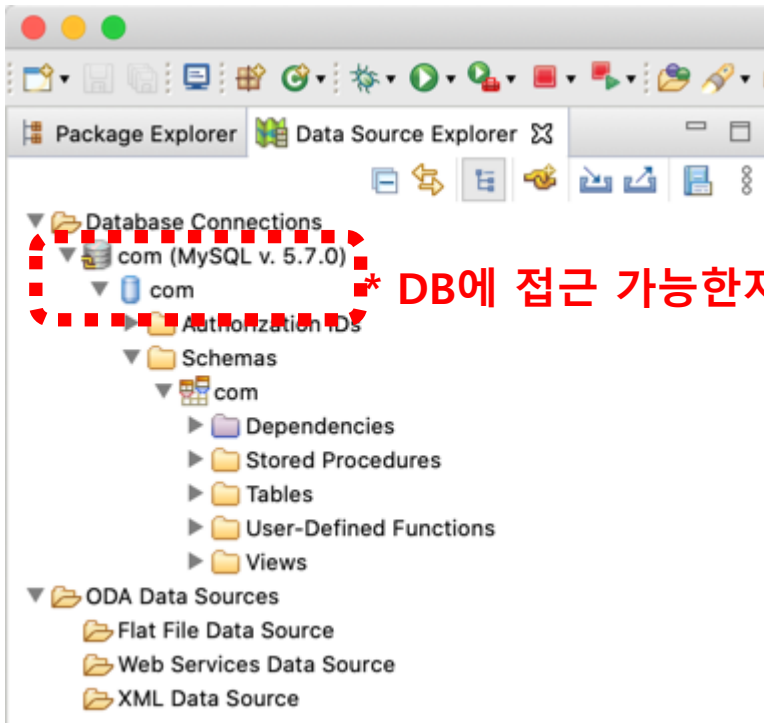 Package Explorer Data Source Explorer
Database Connections
com (MySQL v. 5.7.0)
com
* DB에 접근 가능한지
Authorization IDs
Schemas
com
Dependencies
Stored Procedures
Tables
User-Defined Functions
Views
ODA Data Sources
Flat File Data Source
Web Services Data Source
XML Data Source